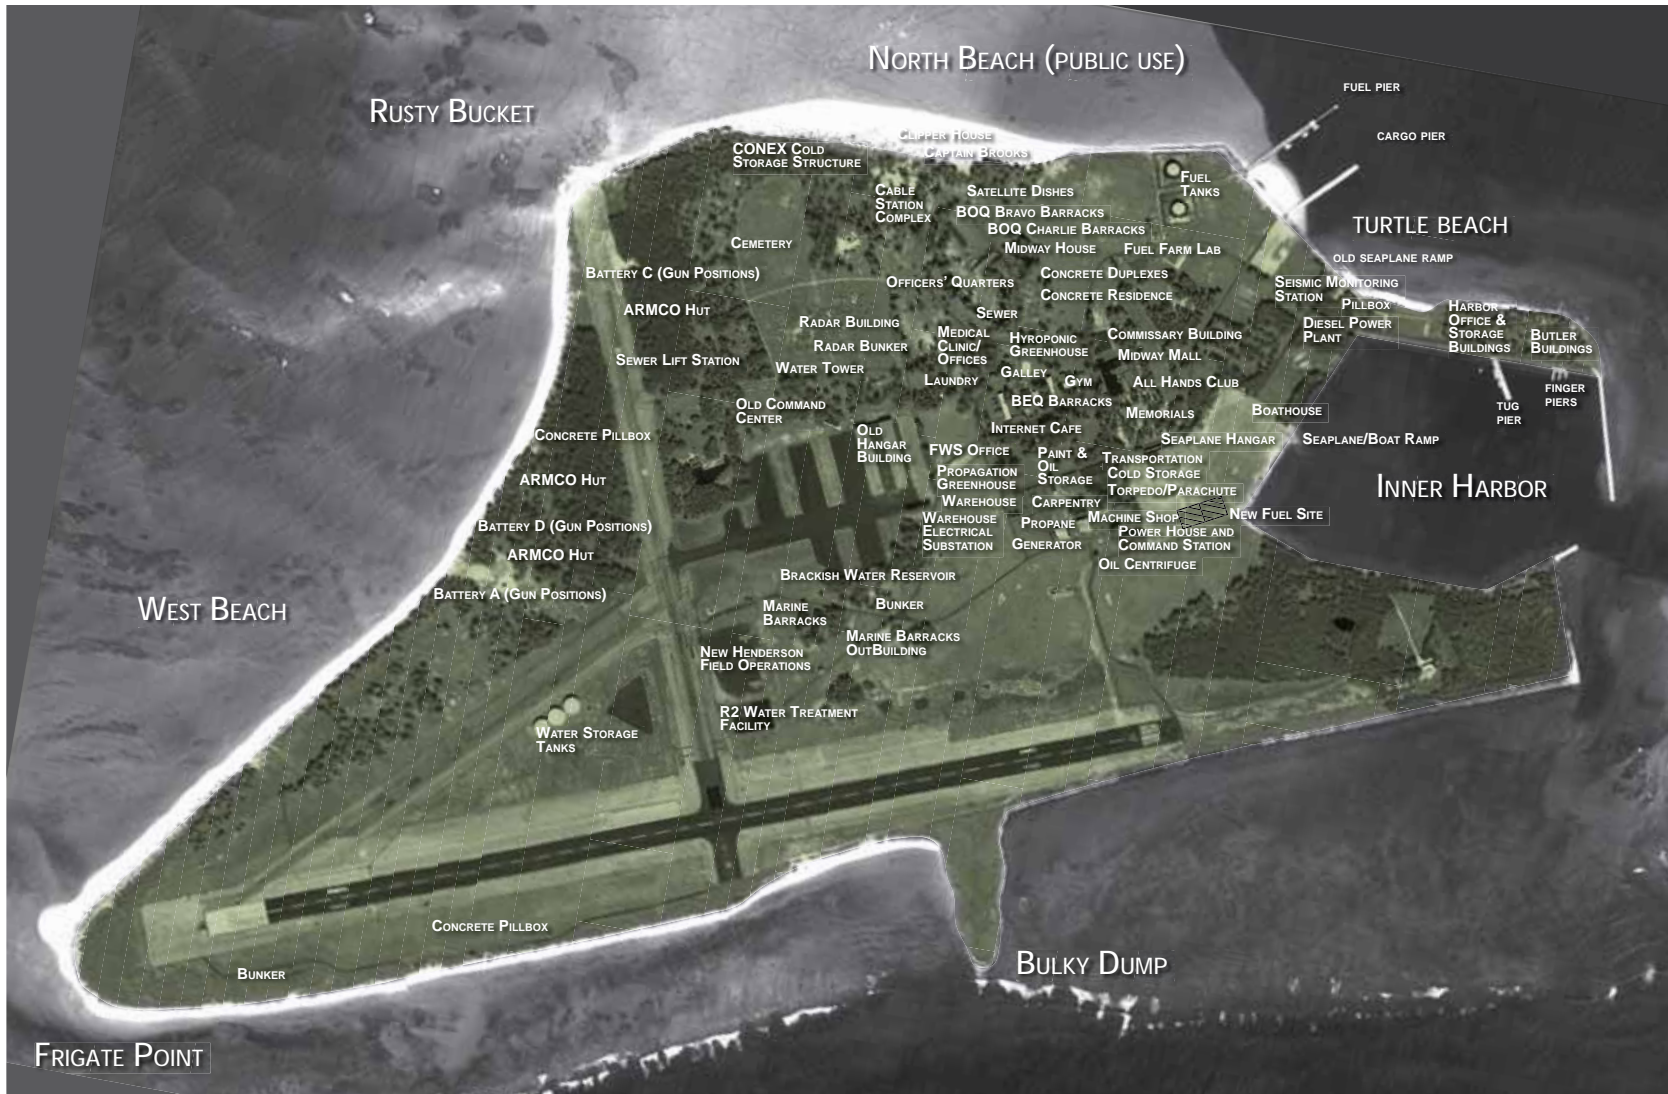 NORTH BEACH (PUBLIC USE)
RUSTY BUCKET
FUEL PIER
CARGO PIER
CLIPPER HOUSE
CAPTAIN BROOKS
CONEX COLD
STORAGE STRUCTURE
FUEL
TANKS
CABLE
STATION
COMPLEX
SATELLITE DISHES
BOQ BRAVO BARRACKS
BOQ CHARLIE BARRACKS
TURTLE BEACH
CEMETERY
MIDWAY HOUSE
FUEL FARM LAB
OLD SEAPLANE RAMP
BATTERY C (GUN POSITIONS)
OFFICERS' QUARTERS
CONCRETE DUPLEXES
SEISMIC MONITORING
STATION
CONCRETE RESIDENCE
PILLBOX
ARMCO HUT
SEWER
HARBOR
OFFICE &
STORAGE
BUILDINGS
BUTLER
BUILDINGS
RADAR BUILDING
DIESEL POWER
PLANT
MEDICAL
CLINIC/
OFFICES
HYROPONIC
GREENHOUSE
COMMISSARY BUILDING
RADAR BUNKER
MIDWAY MALL
SEWER LIFT STATION
WATER TOWER
GALLEY
LAUNDRY
GYM
ALL HANDS CLUB
FINGER
PIERS
BEQ BARRACKS
OLD COMMAND
CENTER
MEMORIALS
BOATHOUSE
TUG
PIER
INTERNET CAFE
CONCRETE PILLBOX
OLD
HANGAR
BUILDING
SEAPLANE HANGAR
SEAPLANE/BOAT RAMP
FWS OFFICE
PAINT &
OIL
STORAGE
TRANSPORTATION
COLD STORAGE
PROPAGATION
GREENHOUSE
ARMCO HUT
INNER HARBOR
TORPEDO/PARACHUTE
WAREHOUSE
CARPENTRY
NEW FUEL SITE
BATTERY D (GUN POSITIONS)
WAREHOUSE
ELECTRICAL
SUBSTATION
PROPANE
MACHINE SHOP
POWER HOUSE AND
COMMAND STATION
GENERATOR
ARMCO HUT
OIL CENTRIFUGE
BRACKISH WATER RESERVOIR
BATTERY A (GUN POSITIONS)
WEST BEACH
MARINE
BARRACKS
BUNKER
MARINE BARRACKS
OUTBUILDING
NEW HENDERSON
FIELD OPERATIONS
R2 WATER TREATMENT
FACILITY
WATER STORAGE
TANKS
CONCRETE PILLBOX
BUNKER
BULKY DUMP
FRIGATE POINT